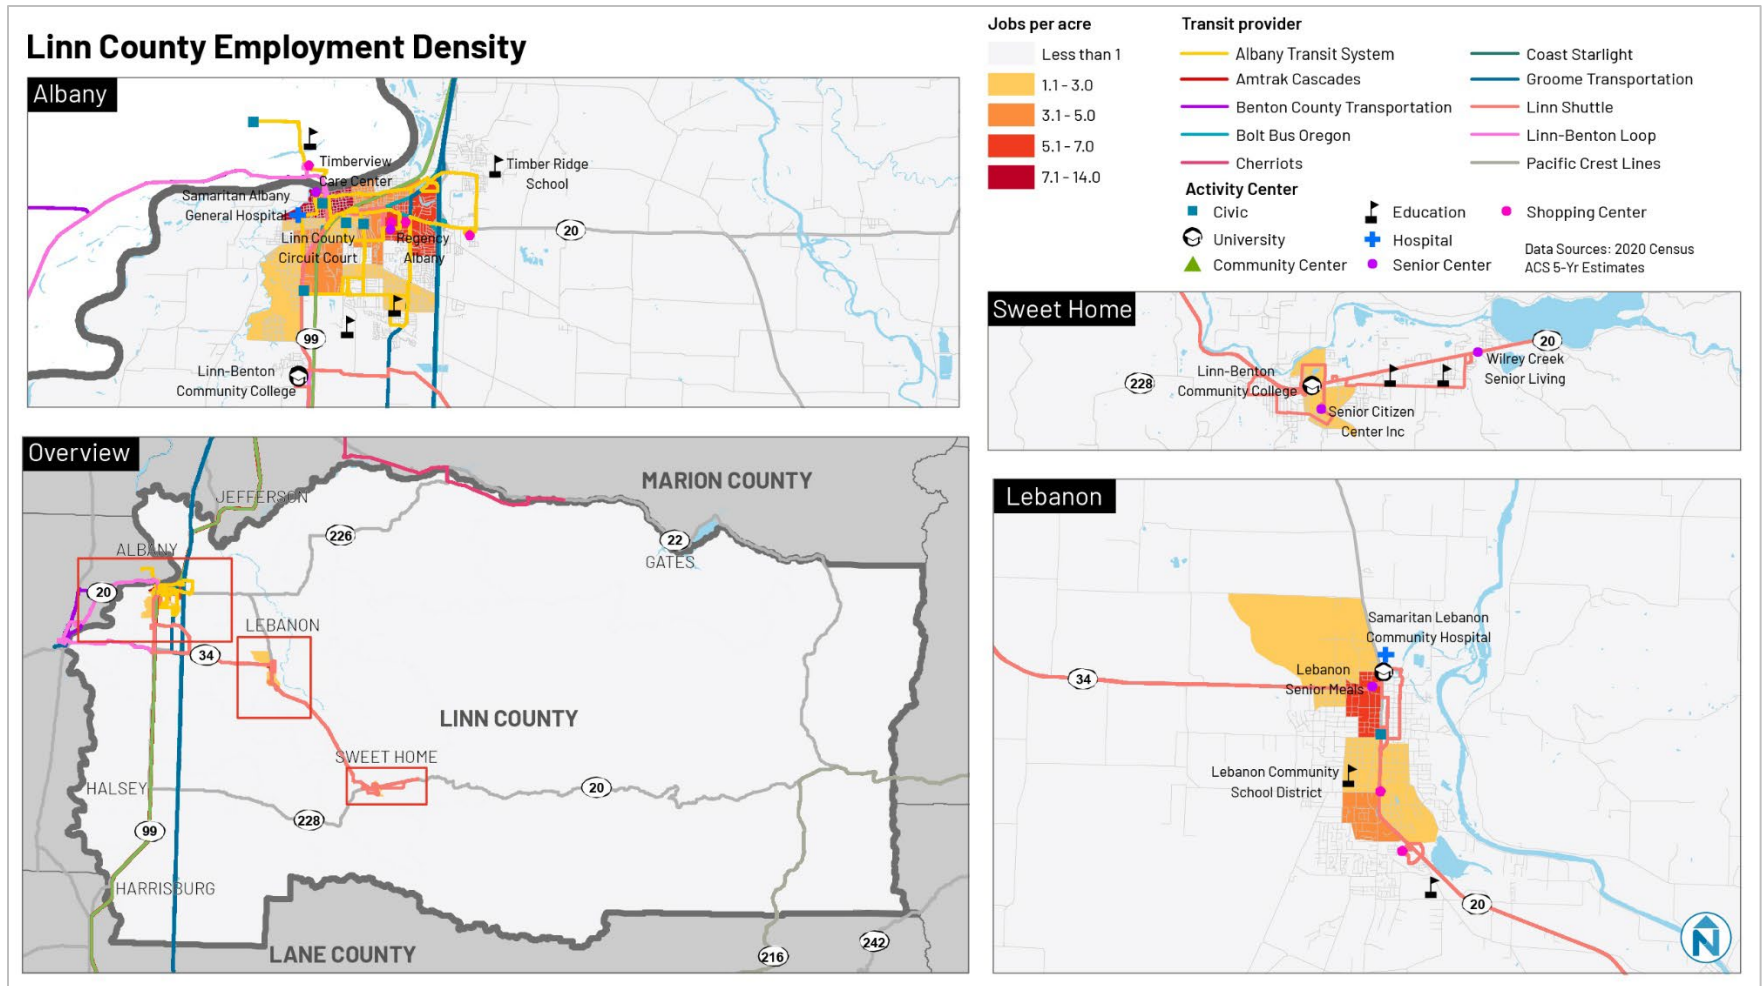 Linn County Employment Density
Albany
Timberview
Care Center
Samaritan Albany
General Hospital
Timber Ridge
School
20
Linn County
Circuit Court
Regency
Albany
99
Linn-Benton
Community College
Jobs per acre
Less than 1
1.1 - 3.0
3.1 - 5.0
5.1 - 7.0
7.1 - 14.0
Transit provider
Albany Transit System
Amtrak Cascades
Benton County Transportation
Bolt Bus Oregon
Cherriots
Coast Starlight
Groome Transportation
Linn Shuttle
Linn-Benton Loop
Pacific Crest Lines
Activity Center
Civic
University
Community Center
Education
Hospital
Senior Center
Shopping Center
Data Sources: 2020 Census
ACS 5-Yr Estimates
Sweet Home
20
Wilrey Creek
Senior Living
228
Linn-Benton
Community College
Senior Citizen
Center Inc
Overview
MARION COUNTY
JEFFERSON
226
22
GATES
ALBANY
20
LEBANON
34
LINN COUNTY
SWEET HOME
HALSEY
20
228
99
HARRISBURG
LANE COUNTY
216
242
Lebanon
Samaritan Lebanon
Community Hospital
34
Lebanon
Senior Meals
Lebanon Community
School District
20
N